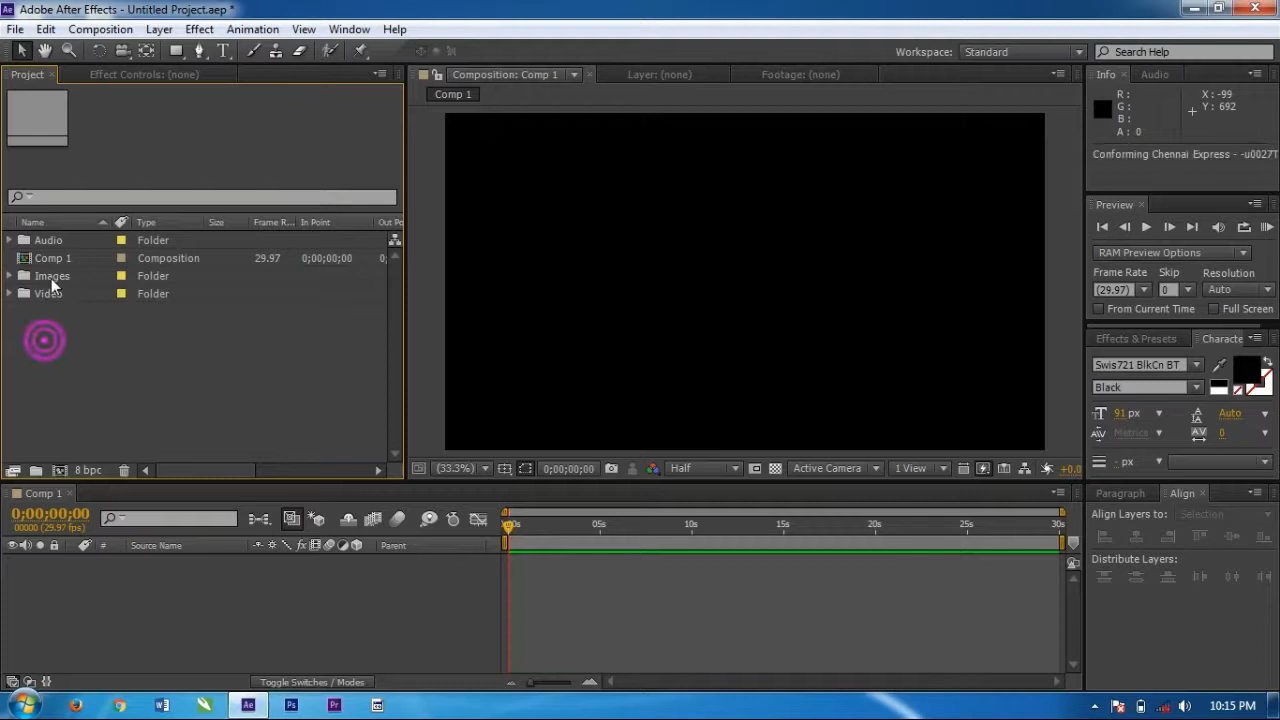 Adobe After Effects - Untitled Project.aep *
File Edit Composition Layer Effect Animation View Window Help
Workspace: Standard Search Help
Project Effect Controls: (none) Composition: Comp 1 Layer: (none) Footage: (none) Info Audio
Comp 1
R: X: -99
G: Y: 692
B:
A: 0
Conforming Chennai Express - -u0027T
Preview
RAM Preview Options
Frame Rate Skip Resolution
(29.97) 0 Auto
From Current Time Full Screen
Name Type Size Frame R... In Point Out Po
Audio Folder
Comp 1 Composition 29.97 0;00;00;00 0;
Images Folder
Video Folder
Effects & Presets Characte
Swis721 BlkCn BT
Black
91 px Auto
Metrics 0
- px
8 bpc (33.3%) 0;00;00;00 Half Active Camera 1 View +0.0
Comp 1
0;00;00;00
00000 (29.97 fps)
05s 10s 15s 20s 25s 30s
# Source Name Parent
Paragraph Align
Align Layers to: Selection
Distribute Layers:
Toggle Switches / Modes
Ae Ps Pr
10:15 PM